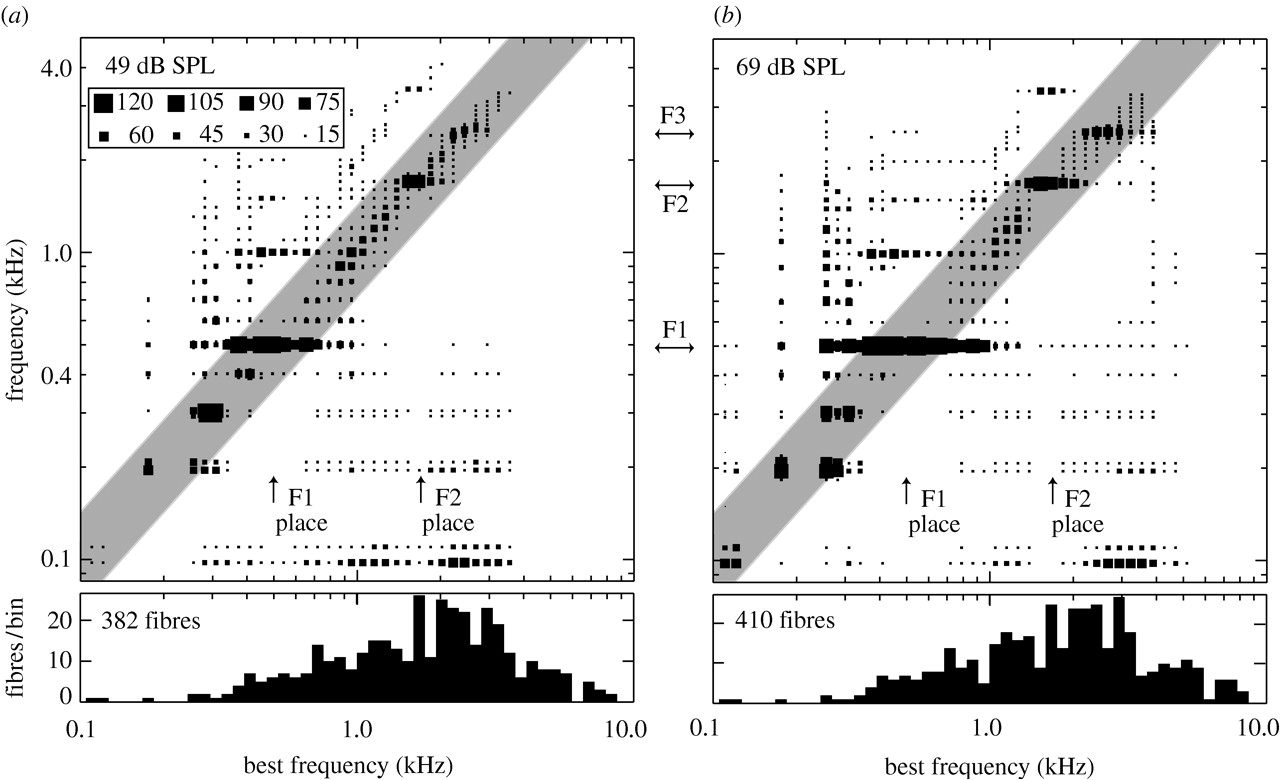 (a)
49 dB SPL
120 105 90 75
60 45 30 15
4.0
1.0
0.4
0.1
frequency (kHz)
F1 place
F2 place
382 fibres
20
10
0
fibres / bin
0.1 1.0 10.0
best frequency (kHz)
F3
F2
F1
(b)
69 dB SPL
F1 place
F2 place
410 fibres
0.1 1.0 10.0
best frequency (kHz)